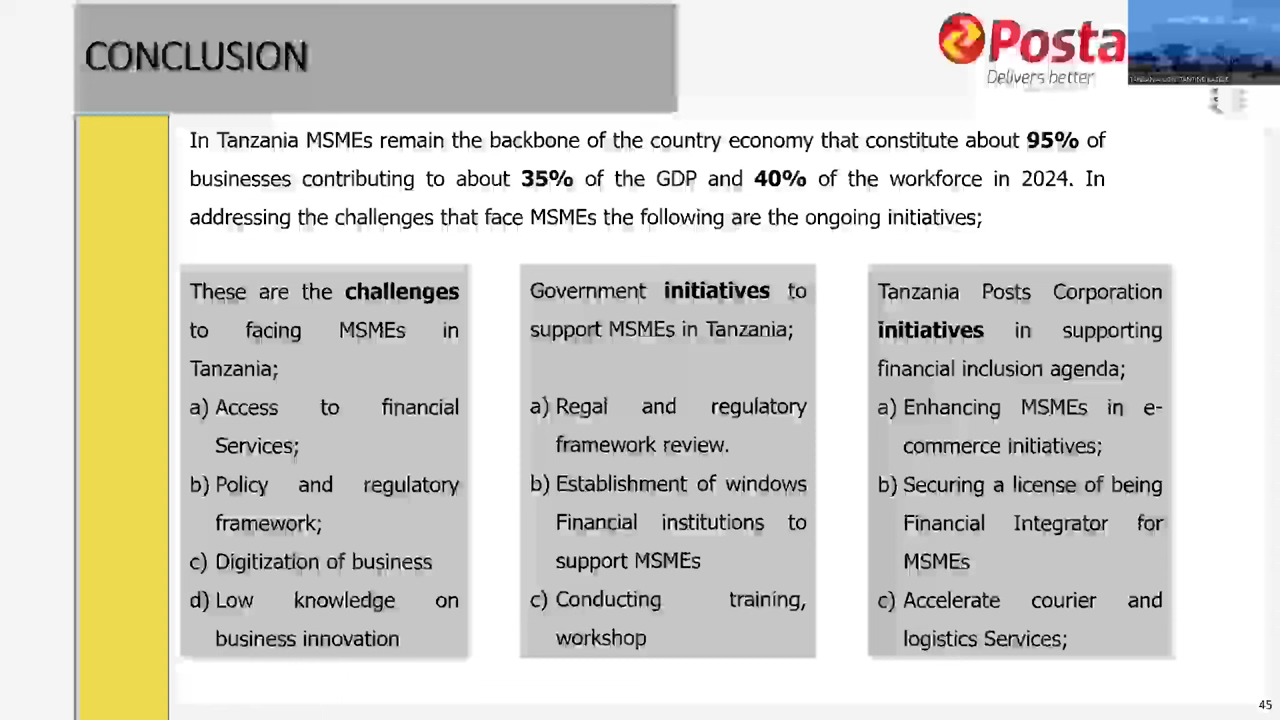 CONCLUSION
Posta
Delivers better
In Tanzania MSMEs remain the backbone of the country economy that constitute about 95% of
businesses contributing to about 35% of the GDP and 40% of the workforce in 2024. In
addressing the challenges that face MSMEs the following are the ongoing initiatives;
These are the challenges
to facing MSMEs in
Tanzania;
a) Access to financial
Services;
b) Policy and regulatory
framework;
c) Digitization of business
d) Low knowledge on
business innovation
Government initiatives to
support MSMEs in Tanzania;
a) Regal and regulatory
framework review.
b) Establishment of windows
Financial institutions to
support MSMEs
c) Conducting training,
workshop
Tanzania Posts Corporation
initiatives in supporting
financial inclusion agenda;
a) Enhancing MSMEs in e-
commerce initiatives;
b) Securing a license of being
Financial Integrator for
MSMEs
c) Accelerate courier and
logistics Services;
45